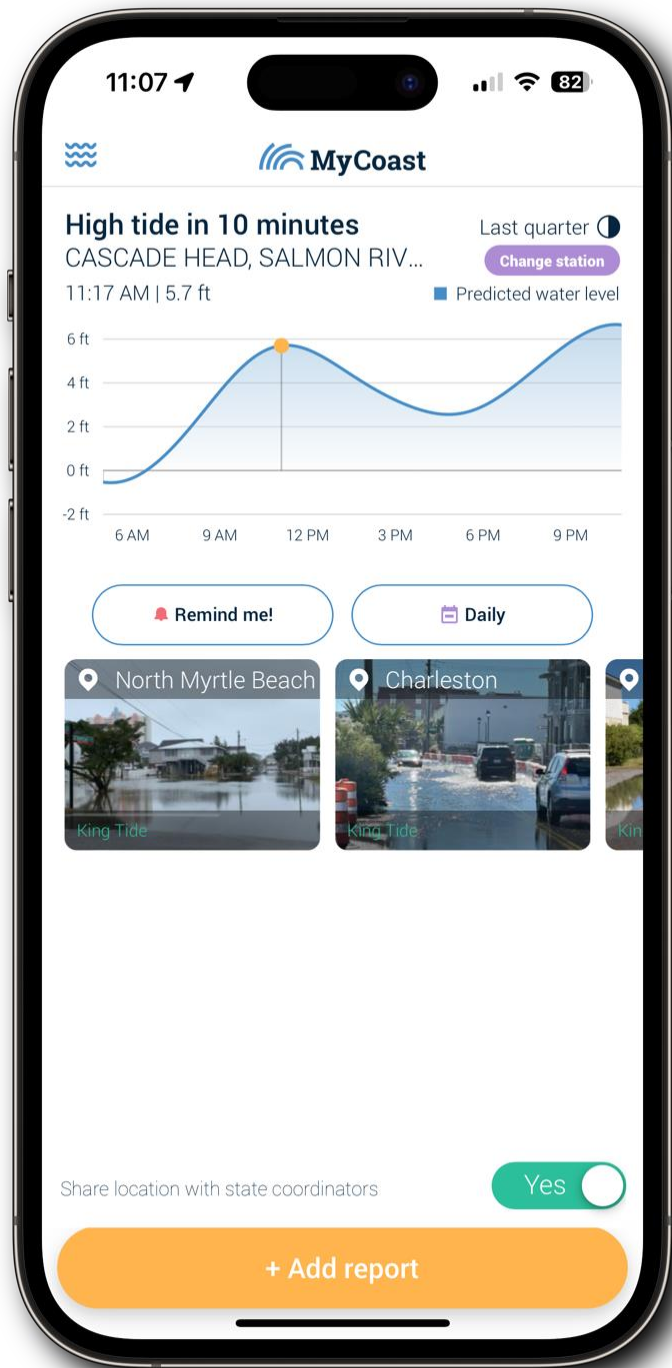 11:07
82
MyCoast
High tide in 10 minutes
Last quarter
CASCADE HEAD, SALMON RIV...
Change station
11:17 AM | 5.7 ft
Predicted water level
6 ft
4 ft
2 ft
0 ft
-2 ft
6 AM 9 AM 12 PM 3 PM 6 PM 9 PM
Remind me!
Daily
North Myrtle Beach
Charleston
King Tide
King Tide
Kin
Share location with state coordinators
Yes
+ Add report